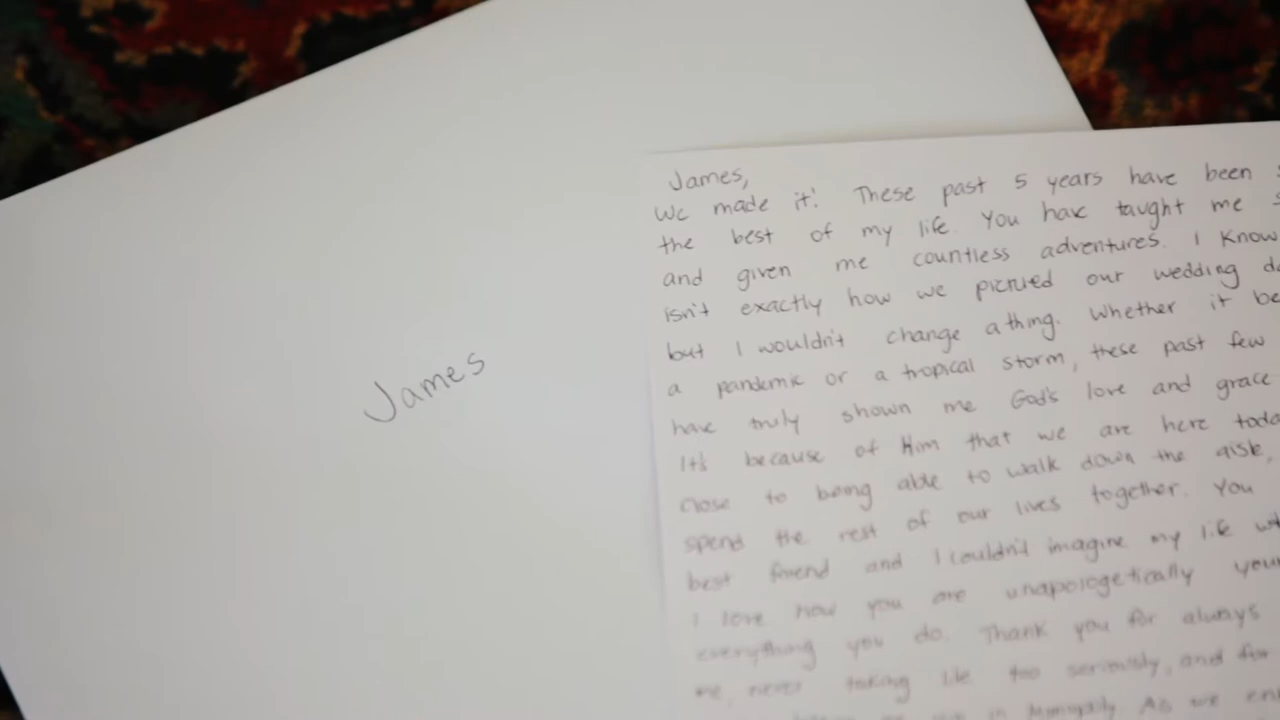 James
James,
We made it! These past 5 years have been
the best of my life. You have taught me
and given me countless adventures. I know
isn't exactly how we picrued our wedding
but I wouldn't change a thing. Whether it be
a pandemic or a tropical storm, these past few
have truly shown me God's love and grace
It's because of Him that we are here
close to being able to walk down the aisle,
spend the rest of our lives together. You
best friend and I couldn't imagine my life
I love how you are unapologetically
everything you do. Thank you for always
me, never taking life too seriously, and for
in Monopoly. As we